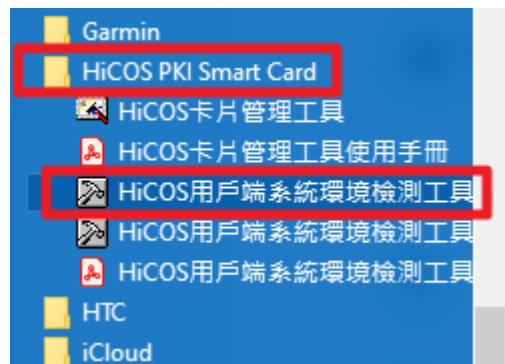 Garmin
HiCOS PKI Smart Card
HiCOS卡片管理工具
HiCOS卡片管理工具使用手冊
HiCOS用戶端系統環境檢測工具
HiCOS用戶端系統環境檢測工具
HiCOS用戶端系統環境檢測工具
HTC
iCloud